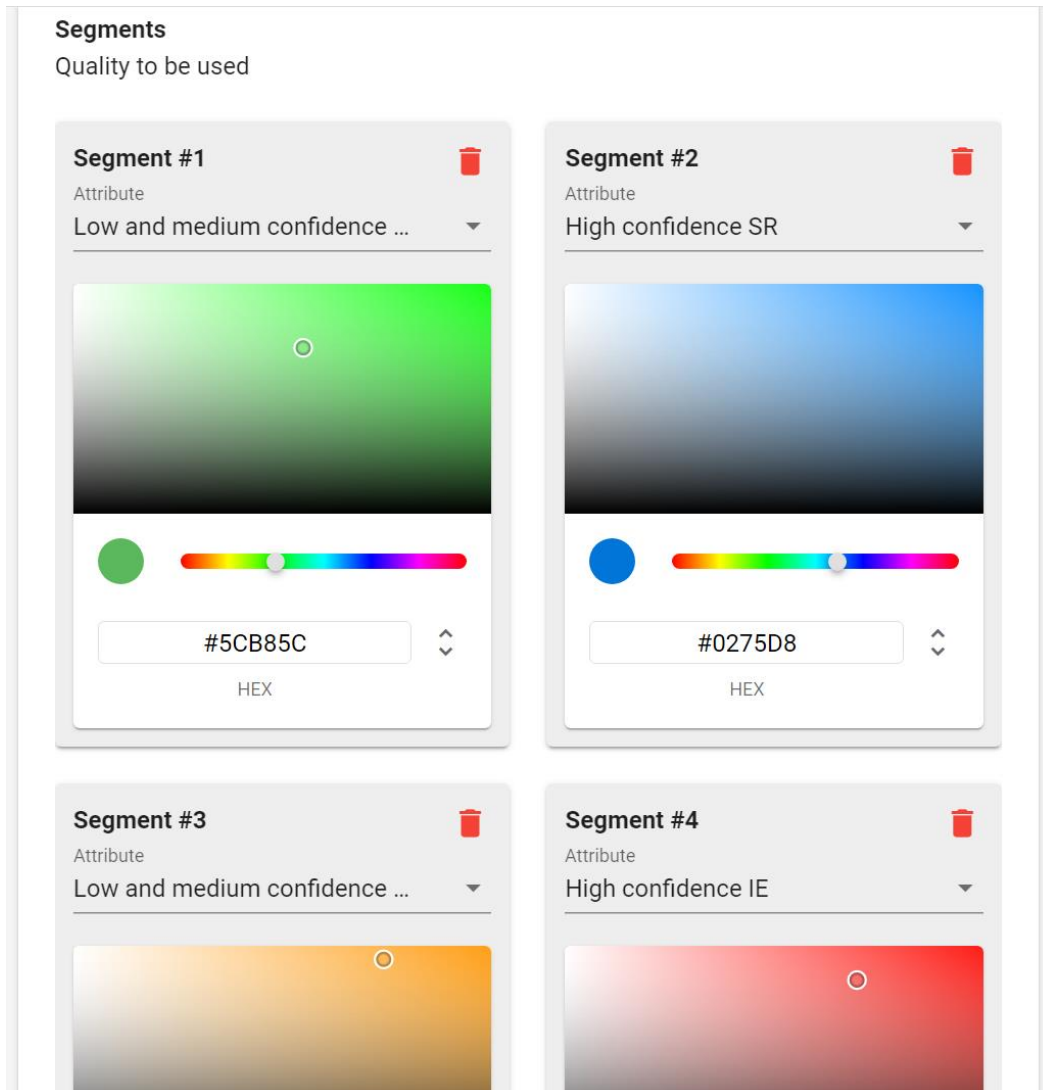 Segments
Quality to be used
Segment #1
Attribute
Low and medium confidence ...
#5CB85C
HEX
Segment #2
Attribute
High confidence SR
#0275D8
HEX
Segment #3
Attribute
Low and medium confidence ...
Segment #4
Attribute
High confidence IE